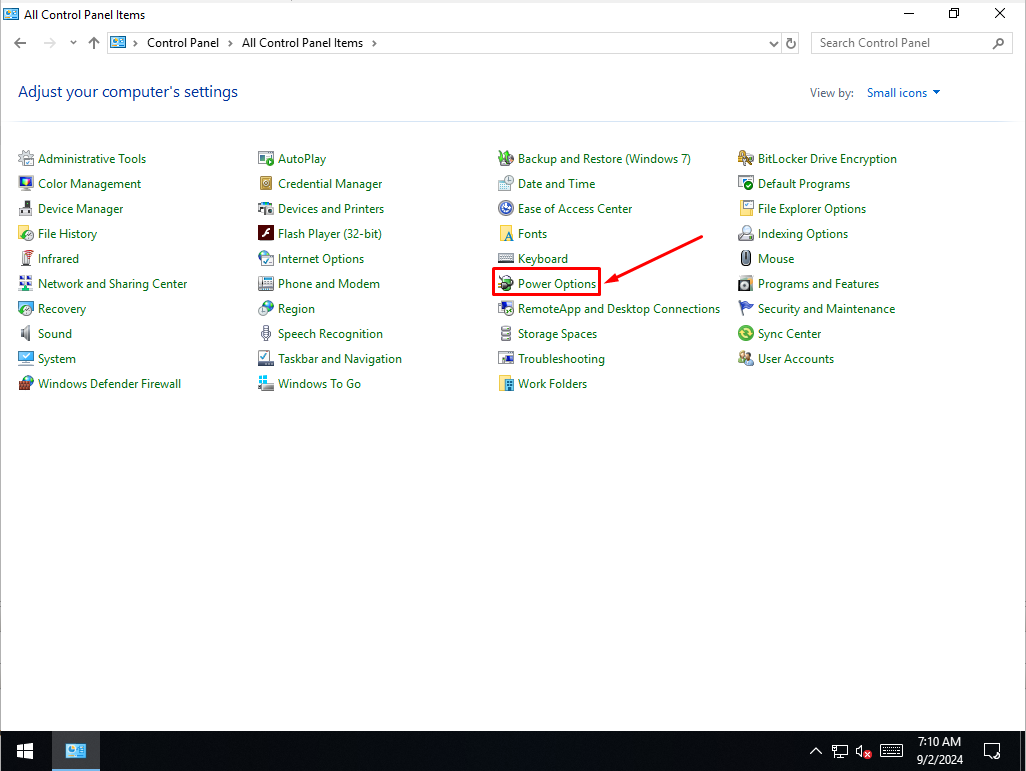 All Control Panel Items
Control Panel > All Control Panel Items >
Search Control Panel
Adjust your computer's settings
View by: Small icons
Administrative Tools
AutoPlay
Backup and Restore (Windows 7)
BitLocker Drive Encryption
Color Management
Credential Manager
Date and Time
Default Programs
Device Manager
Devices and Printers
Ease of Access Center
File Explorer Options
File History
Flash Player (32-bit)
Fonts
Indexing Options
Infrared
Internet Options
Keyboard
Mouse
Network and Sharing Center
Phone and Modem
Power Options
Programs and Features
Recovery
Region
RemoteApp and Desktop Connections
Security and Maintenance
Sound
Speech Recognition
Storage Spaces
Sync Center
System
Taskbar and Navigation
Troubleshooting
User Accounts
Windows Defender Firewall
Windows To Go
Work Folders
7:10 AM
9/2/2024